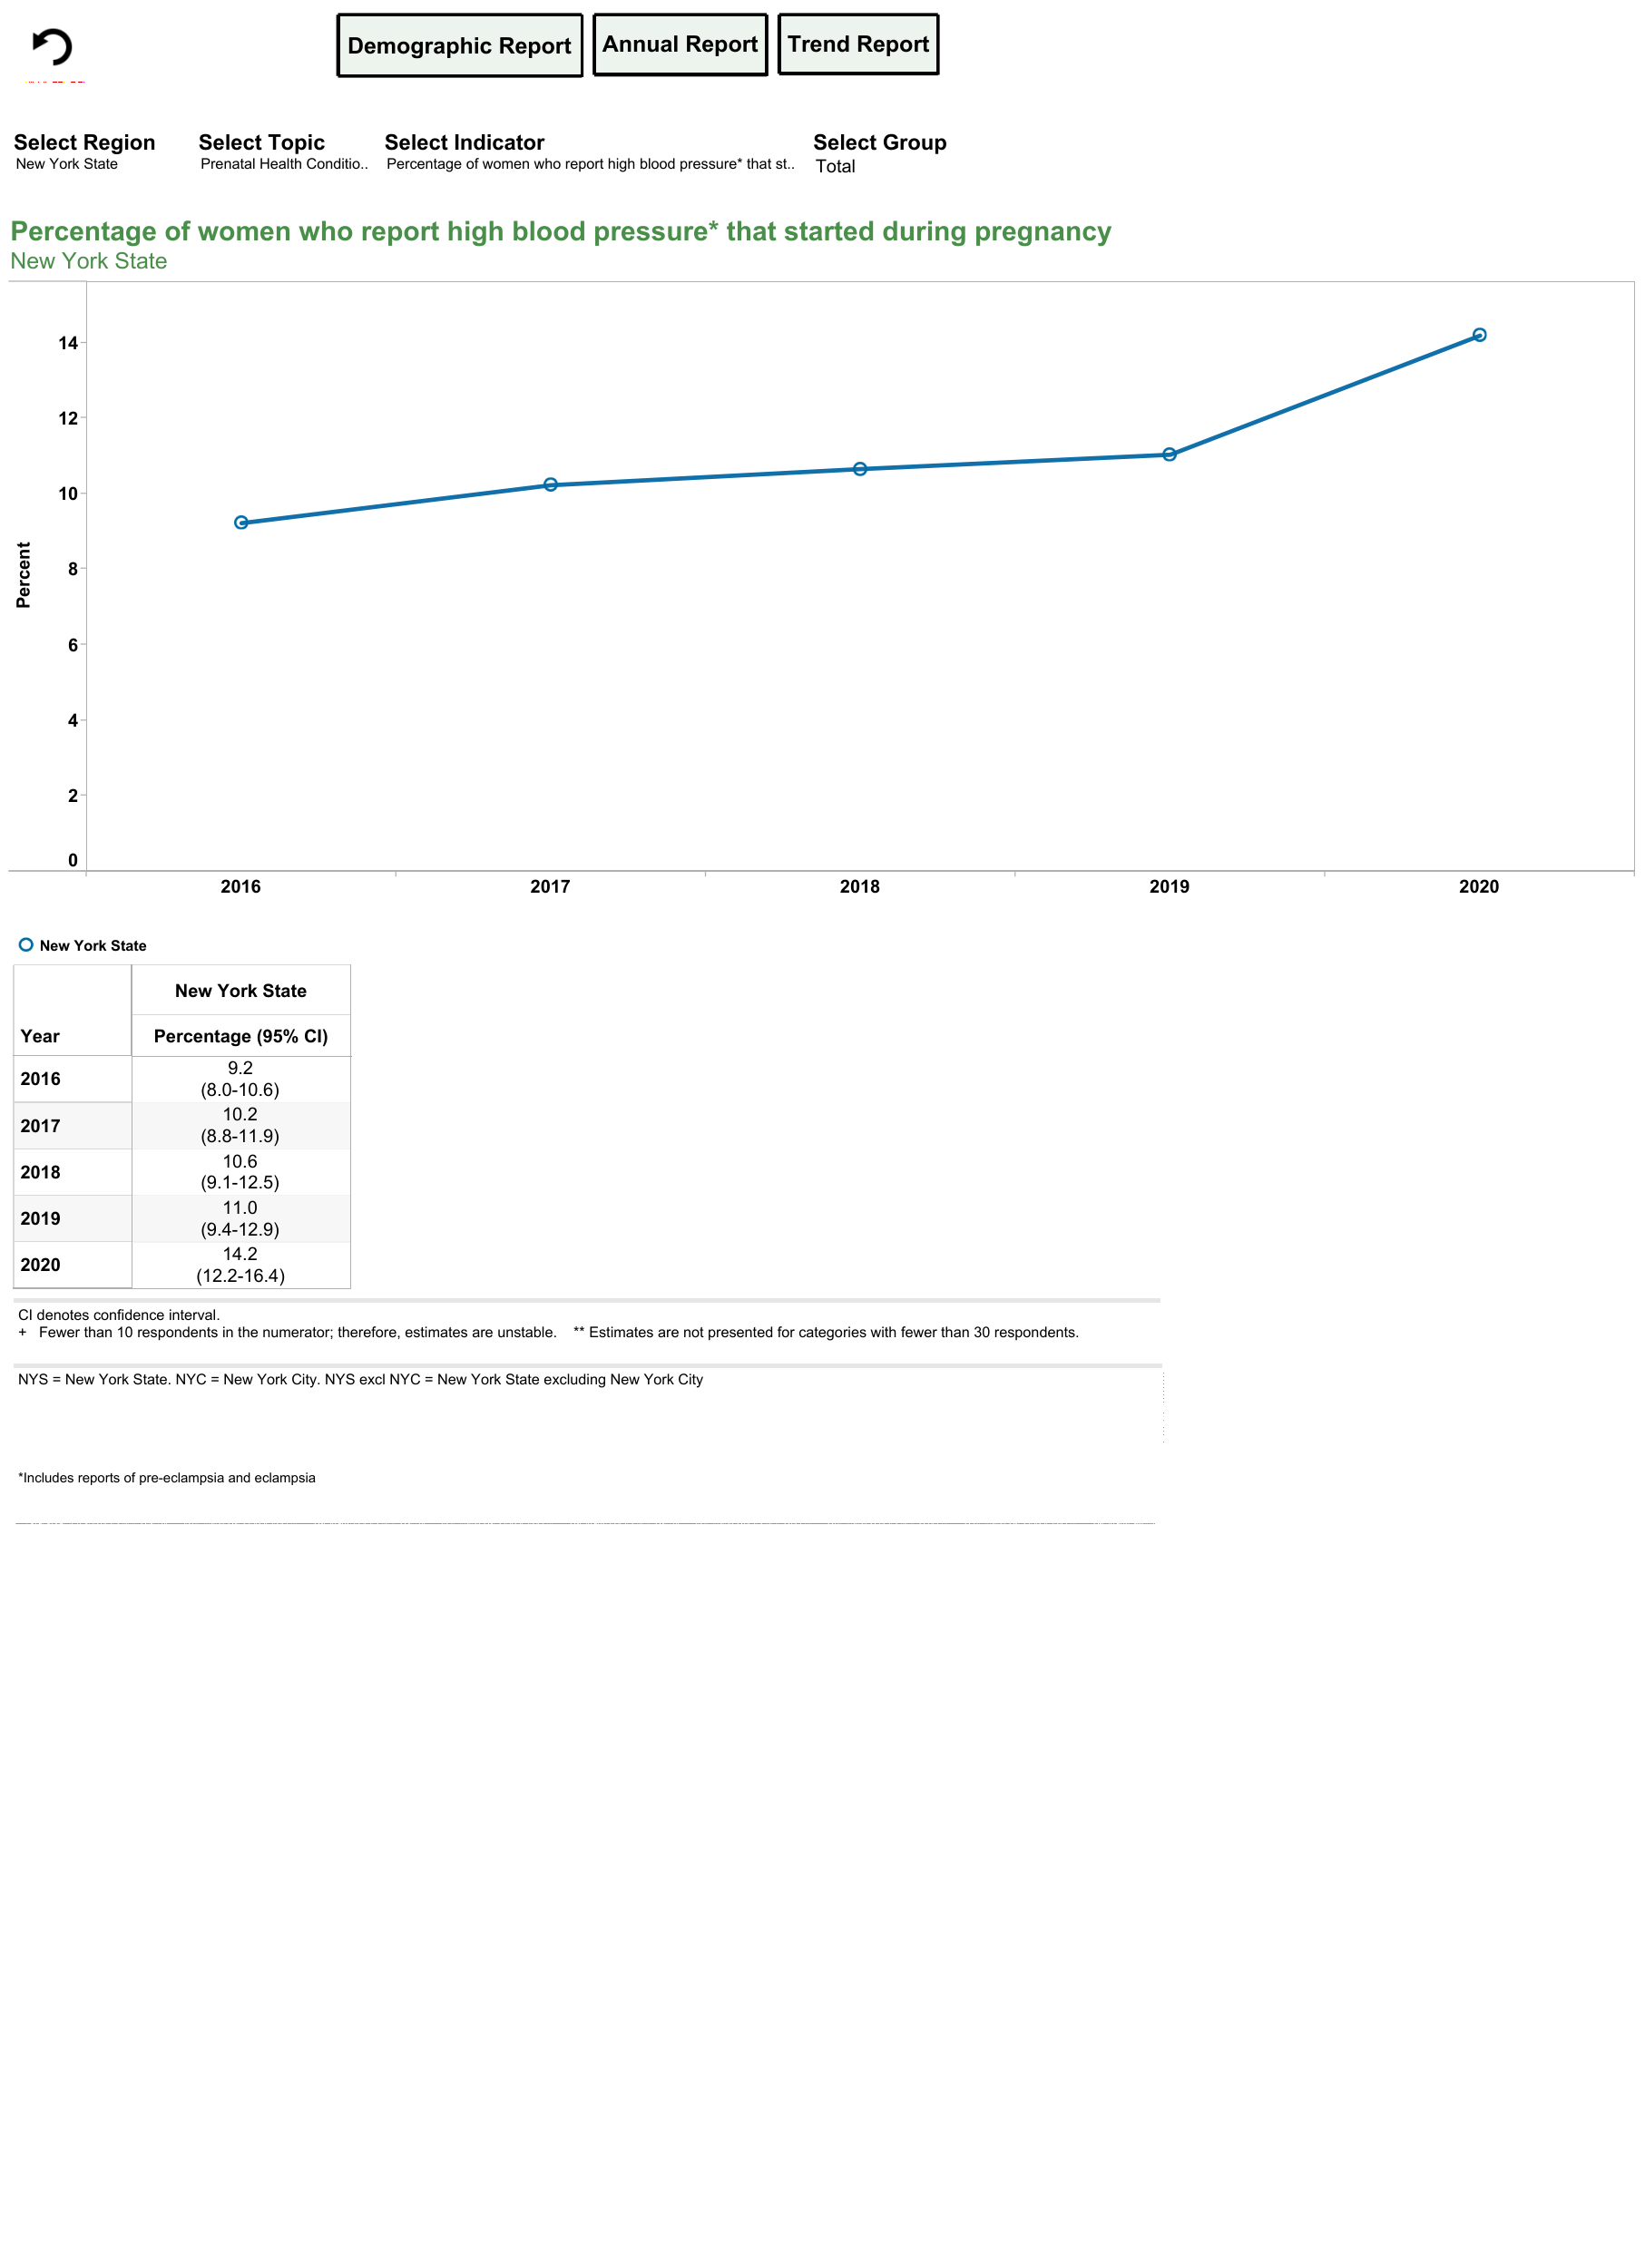 Demographic Report Annual Report Trend Report
Select Region Select Topic Select Indicator Select Group
New York State Prenatal Health Conditio.. Percentage of women who report high blood pressure* that st.. Total
Percentage of women who report high blood pressure* that started during pregnancy
New York State
14
12
10
8
6
4
2
0
Percent
2016 2017 2018 2019 2020
New York State
New York State
Year Percentage (95% CI)
2016 9.2
(8.0-10.6)
2017 10.2
(8.8-11.9)
2018 10.6
(9.1-12.5)
2019 11.0
(9.4-12.9)
2020 14.2
(12.2-16.4)
CI denotes confidence interval.
+ Fewer than 10 respondents in the numerator; therefore, estimates are unstable. ** Estimates are not presented for categories with fewer than 30 respondents.
NYS = New York State. NYC = New York City. NYS excl NYC = New York State excluding New York City
*Includes reports of pre-eclampsia and eclampsia